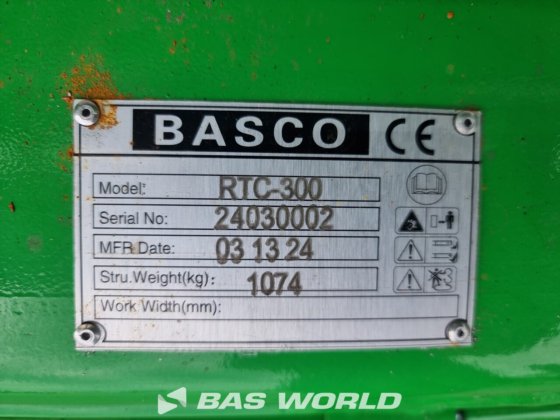 BASCO CE
Model: RTC-300
Serial No: 24030002
MFR Date: 03 13 24
Stru.Weight(kg): 1074
Work Width(mm):
BAS WORLD